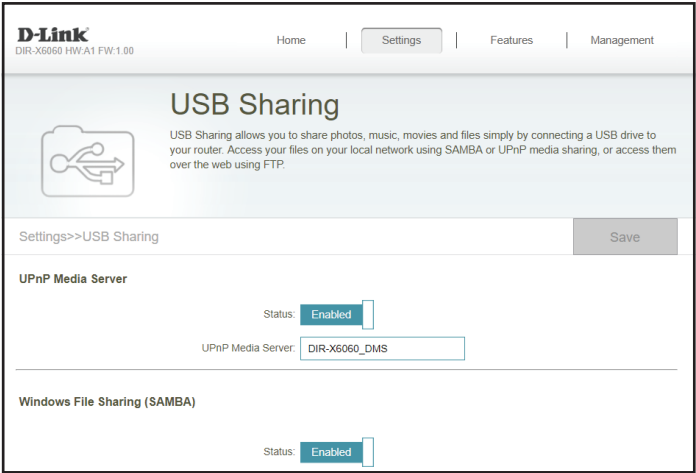 D-Link
DIR-X6060 HW:A1 FW:1.00
Home
Settings
Features
Management
USB Sharing
USB Sharing allows you to share photos, music, movies and files simply by connecting a USB drive to
your router. Access your files on your local network using SAMBA or UPnP media sharing, or access them
over the web using FTP.
Settings>>USB Sharing
Save
UPnP Media Server
Status: Enabled
UPnP Media Server: DIR-X6060_DMS
Windows File Sharing (SAMBA)
Status: Enabled